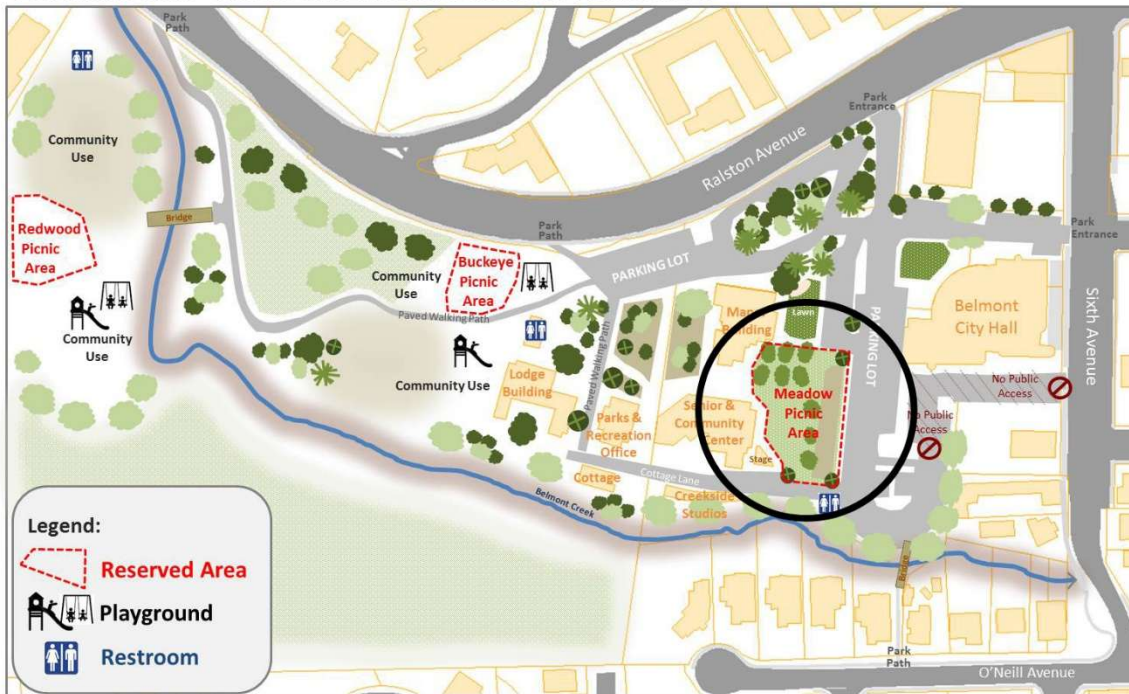 Park
Path
Park
Entrance
Ralston Avenue
Community
Use
Bridge
Redwood
Picnic
Area
Park
Path
Park
Entrance
Community
Use
Buckeye
Picnic
Area
PARKING LOT
Paved Walking Path
Lawn
Belmont
City Hall
Sixth Avenue
PARKING LOT
Community
Use
Community Use
Lodge
Building
Paved Walking Path
Building
Meadow
Picnic
Area
No Public
Access
No Public
Access
Parks &
Recreation
Office
Senior &
Community
Center
Stage
Cottage
Cottage Lane
Creekside
Studios
Belmont Creek
Bridge
Park
Path
O'Neill Avenue
Legend:
Reserved Area
Playground
Restroom